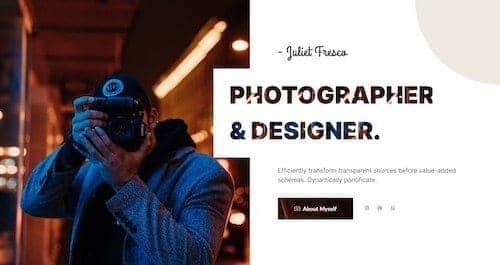 - Juliet Fresco
PHOTOGRAPHER
& DESIGNER.
Efficiently transform transparent sources before value-added
schemas. Dynamically pontificate.
About Myself